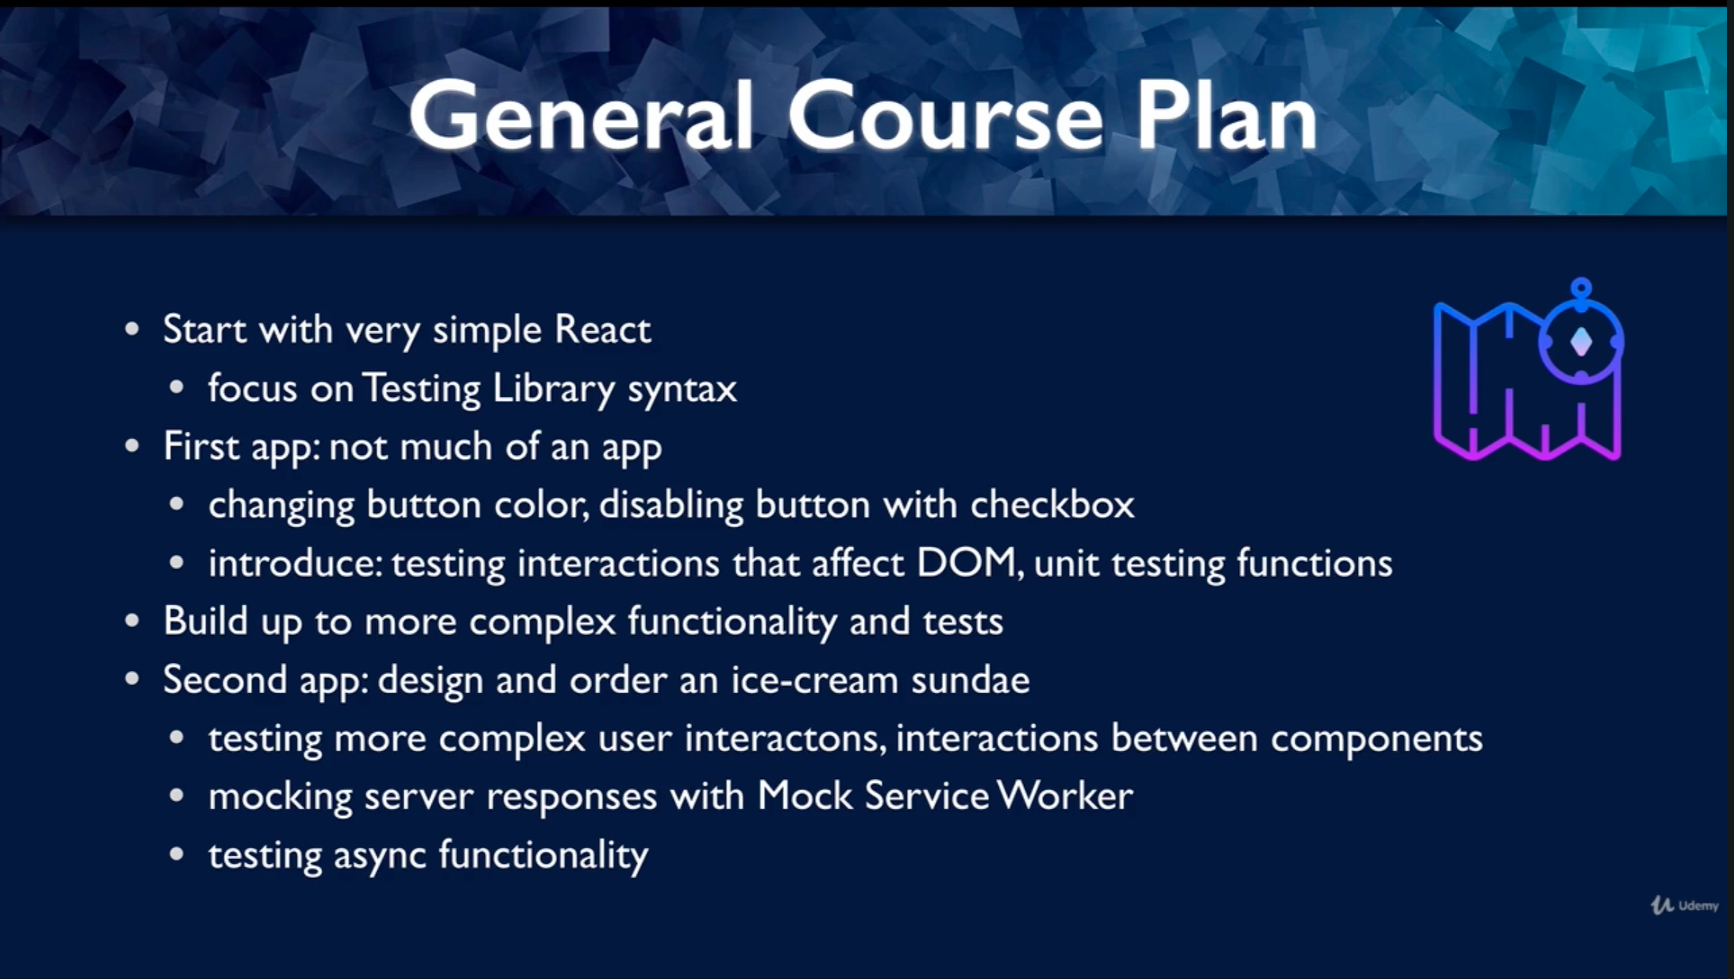 General Course Plan
• Start with very simple React
• focus on Testing Library syntax
• First app: not much of an app
• changing button color, disabling button with checkbox
• introduce: testing interactions that affect DOM, unit testing functions
• Build up to more complex functionality and tests
• Second app: design and order an ice-cream sundae
• testing more complex user interactons, interactions between components
• mocking server responses with Mock Service Worker
• testing async functionality
Udemy